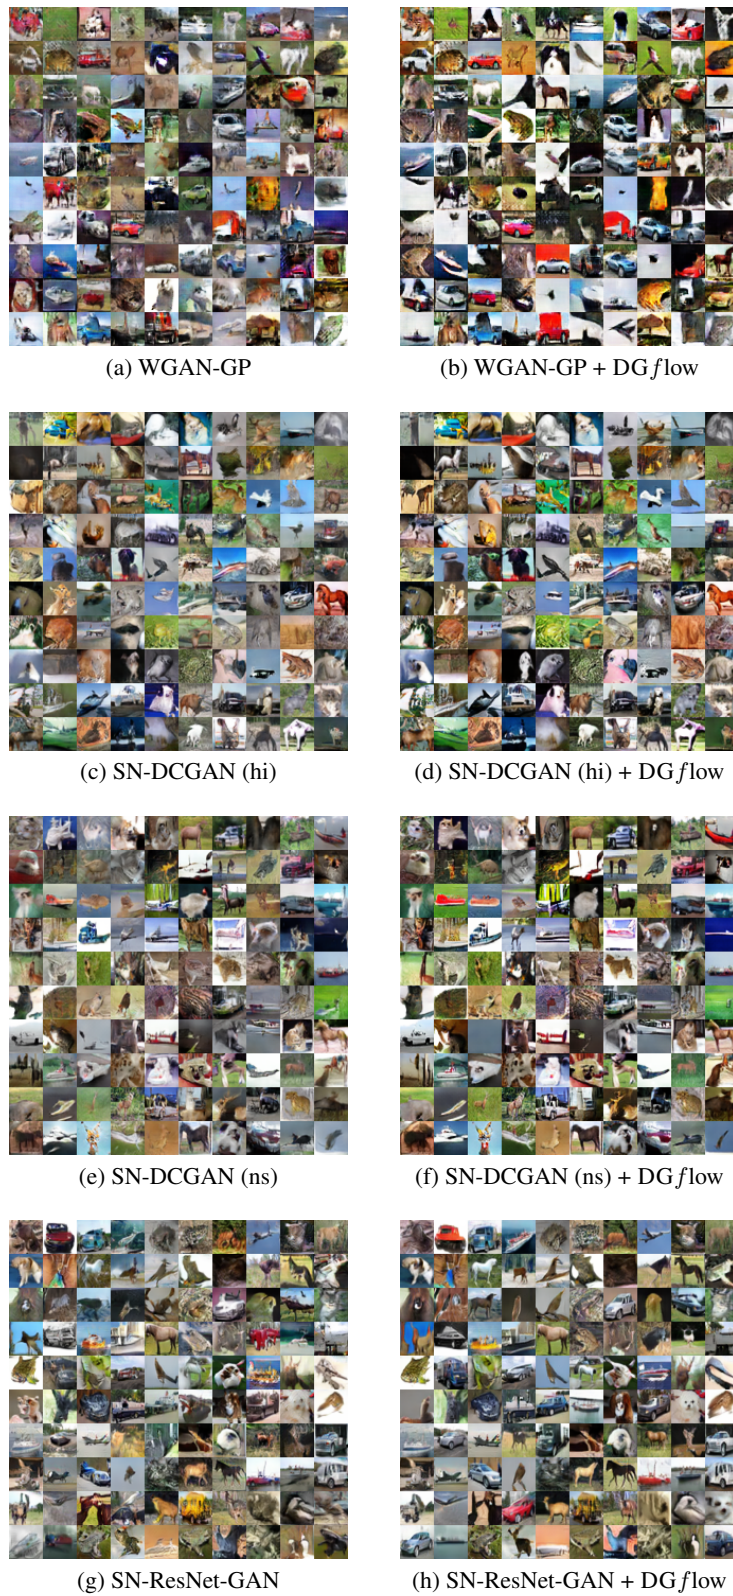 (a) WGAN-GP
(b) WGAN-GP + DGflow
(c) SN-DCGAN (hi)
(d) SN-DCGAN (hi) + DGflow
(e) SN-DCGAN (ns)
(f) SN-DCGAN (ns) + DGflow
(g) SN-ResNet-GAN
(h) SN-ResNet-GAN + DGflow